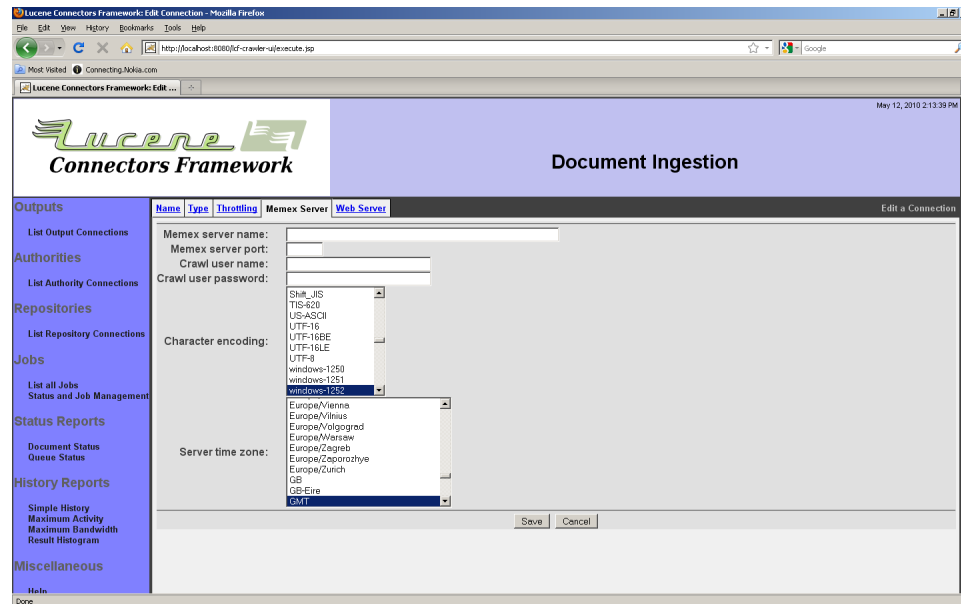 Lucene Connectors Framework: Edit Connection - Mozilla Firefox
File Edit View History Bookmarks Tools Help
http://localhost:8080/lcf-crawler-ui/execute.jsp
Google
Most Visited Connecting.Nokia.com
Lucene Connectors Framework: Edit ...
May 12, 2010 2:13:39 PM
Lucene
Connectors Framework
Document Ingestion
Outputs
List Output Connections
Authorities
List Authority Connections
Repositories
List Repository Connections
Jobs
List all Jobs
Status and Job Management
Status Reports
Document Status
Queue Status
History Reports
Simple History
Maximum Activity
Maximum Bandwidth
Result Histogram
Miscellaneous
Help
Name Type Throttling Memex Server Web Server
Edit a Connection
Memex server name:
Memex server port:
Crawl user name:
Crawl user password:
Character encoding:
Shift_JIS
TIS-620
US-ASCII
UTF-16
UTF-16BE
UTF-16LE
UTF-8
windows-1250
windows-1251
windows-1252
Server time zone:
Europe/Vienna
Europe/Vilnius
Europe/Volgograd
Europe/Warsaw
Europe/Zagreb
Europe/Zaporozhye
Europe/Zurich
GB
GB-Eire
GMT
Save Cancel
Done